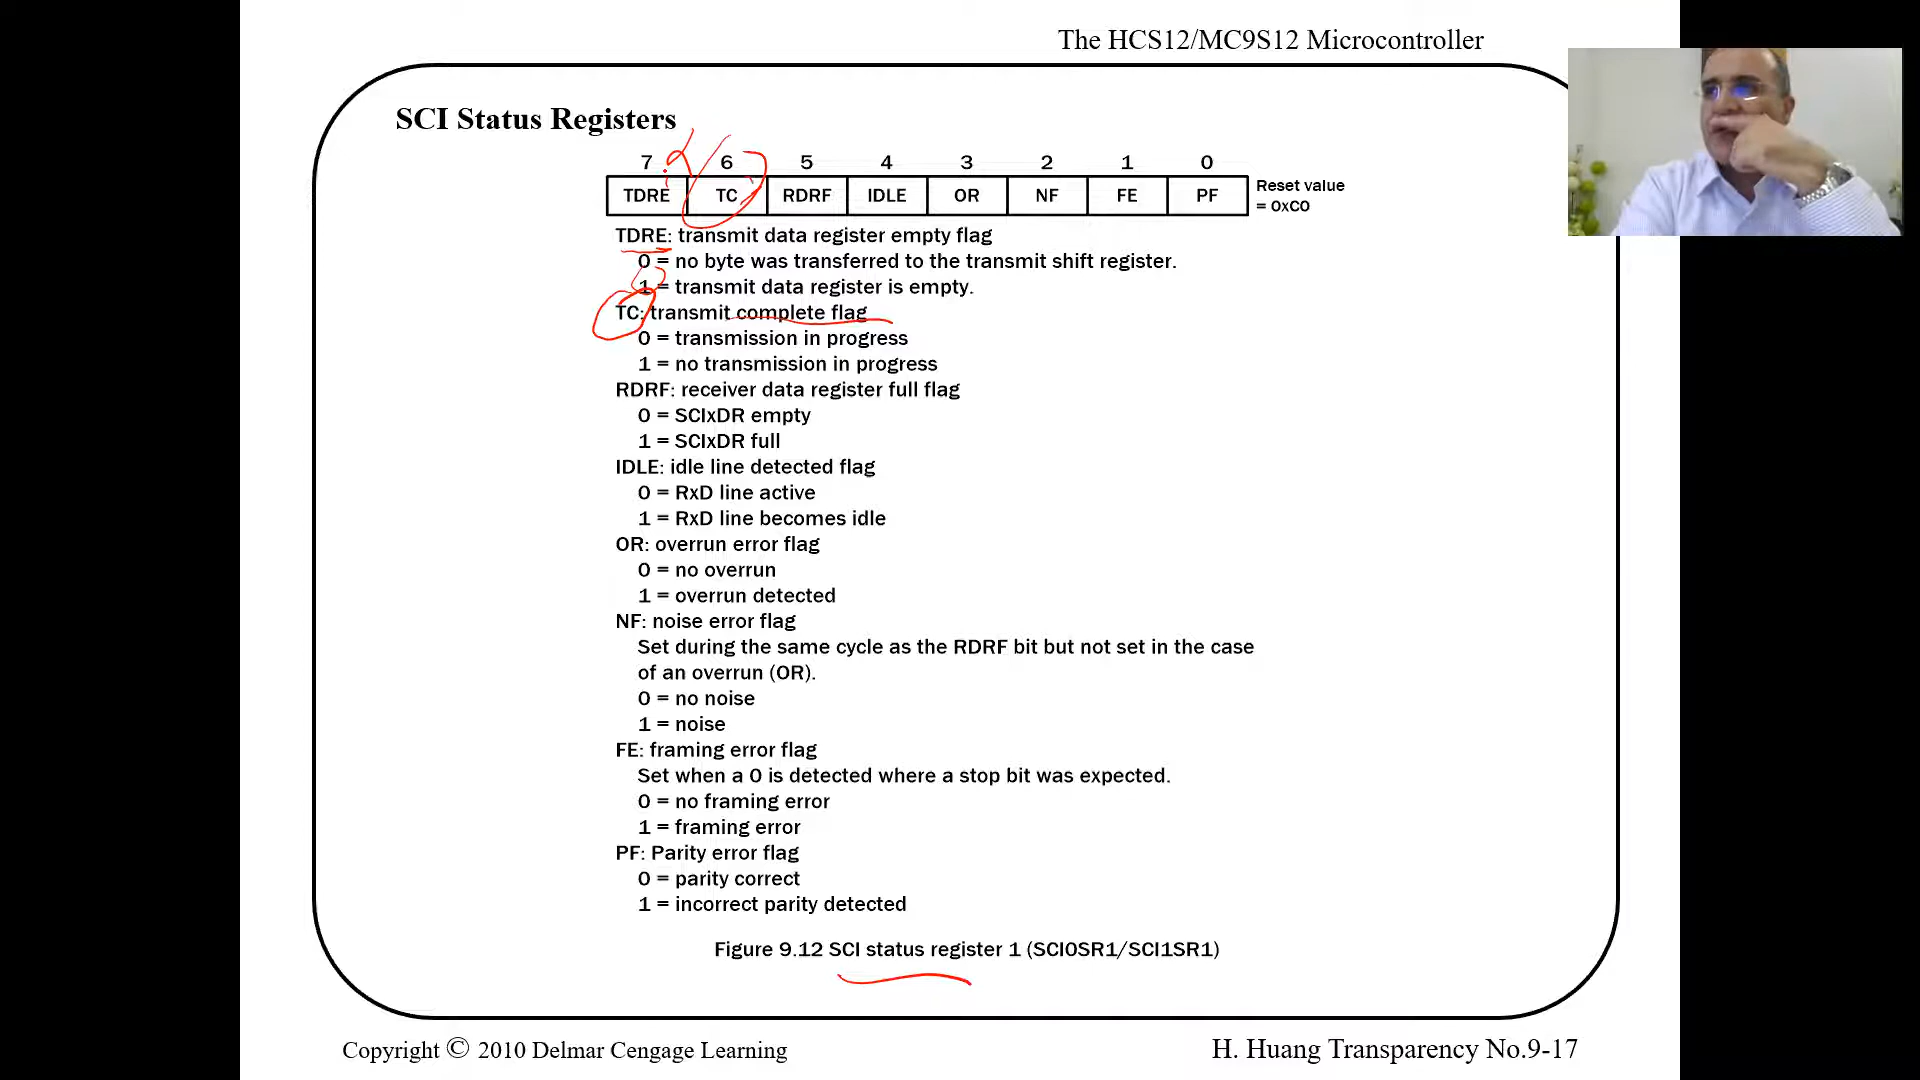 The HCS12/MC9S12 Microcontroller
SCI Status Registers
7 6 5 4 3 2 1 0
TDRE TC RDRF IDLE OR NF FE PF
Reset value
= 0xC0
TDRE: transmit data register empty flag
0 = no byte was transferred to the transmit shift register.
1 = transmit data register is empty.
TC: transmit complete flag
0 = transmission in progress
1 = no transmission in progress
RDRF: receiver data register full flag
0 = SCIxDR empty
1 = SCIxDR full
IDLE: idle line detected flag
0 = RxD line active
1 = RxD line becomes idle
OR: overrun error flag
0 = no overrun
1 = overrun detected
NF: noise error flag
Set during the same cycle as the RDRF bit but not set in the case
of an overrun (OR).
0 = no noise
1 = noise
FE: framing error flag
Set when a 0 is detected where a stop bit was expected.
0 = no framing error
1 = framing error
PF: Parity error flag
0 = parity correct
1 = incorrect parity detected
Figure 9.12 SCI status register 1 (SCI0SR1/SCI1SR1)
Copyright © 2010 Delmar Cengage Learning
H. Huang Transparency No.9-17